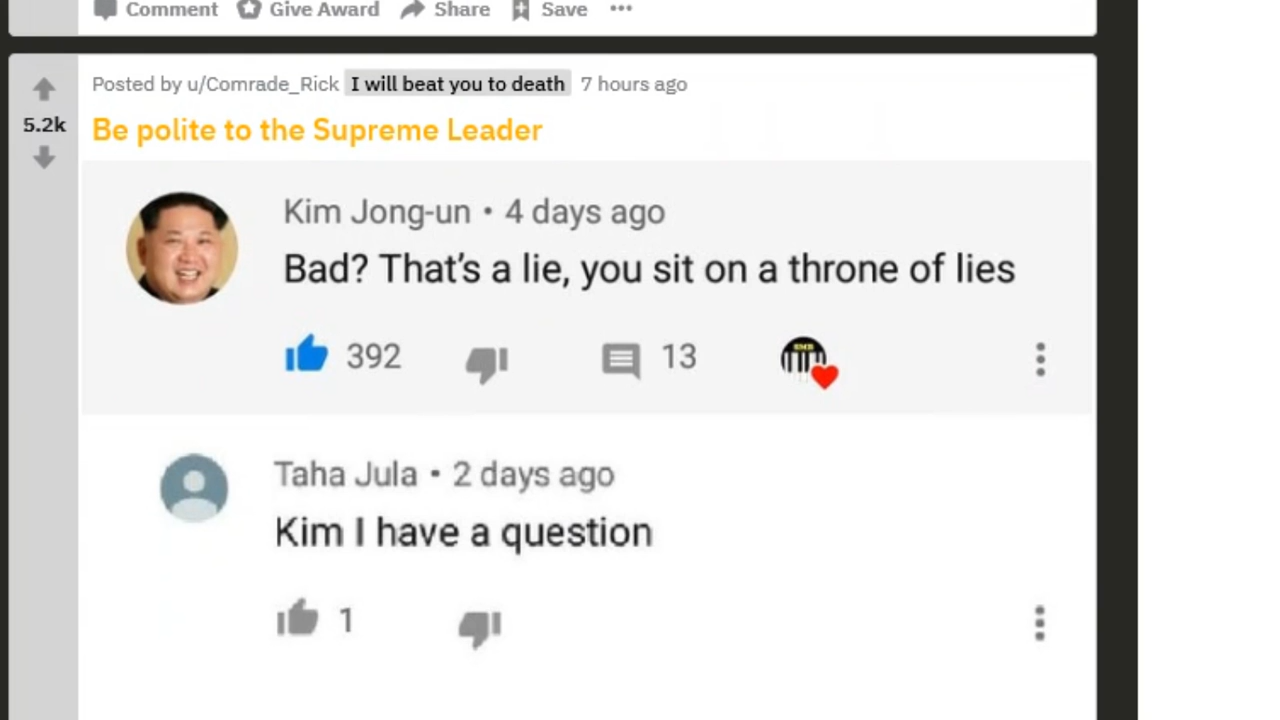 Comment Give Award Share Save
Posted by u/Comrade_Rick I will beat you to death 7 hours ago
5.2k
Be polite to the Supreme Leader
Kim Jong-un • 4 days ago
Bad? That's a lie, you sit on a throne of lies
392 13
Taha Jula • 2 days ago
Kim I have a question
1